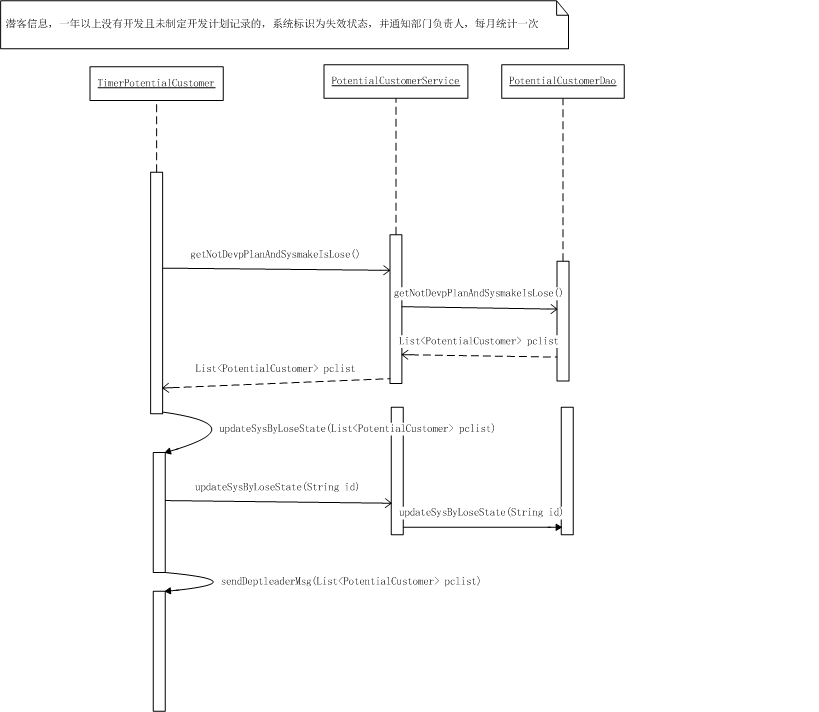 潜客信息，一年以上没有开发且未制定开发计划记录的，系统标识为失效状态，并通知部门负责人，每月统计一次
TimerPotentialCustomer
PotentialCustomerService
PotentialCustomerDao
getNotDevpPlanAndSysmakeIsLose()
getNotDevpPlanAndSysmakeIsLose()
List<PotentialCustomer> pclist
List<PotentialCustomer> pclist
updateSysByLoseState(List<PotentialCustomer> pclist)
updateSysByLoseState(String id)
updateSysByLoseState(String id)
sendDeptleaderMsg(List<PotentialCustomer> pclist)